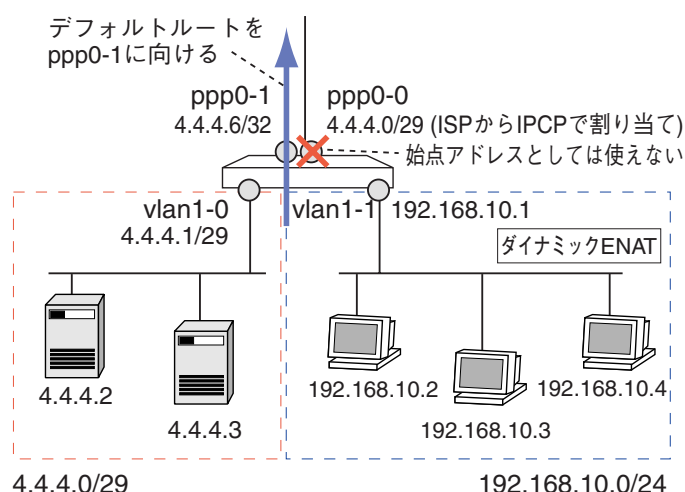 デフォルトルートを
ppp0-1に向ける
ppp0-1
4.4.4.6/32
ppp0-0
4.4.4.0/29 (ISPからIPCPで割り当て)
始点アドレスとしては使えない
vlan1-0
4.4.4.1/29
vlan1-1 192.168.10.1
ダイナミックENAT
4.4.4.2
4.4.4.3
192.168.10.2
192.168.10.3
192.168.10.4
4.4.4.0/29
192.168.10.0/24